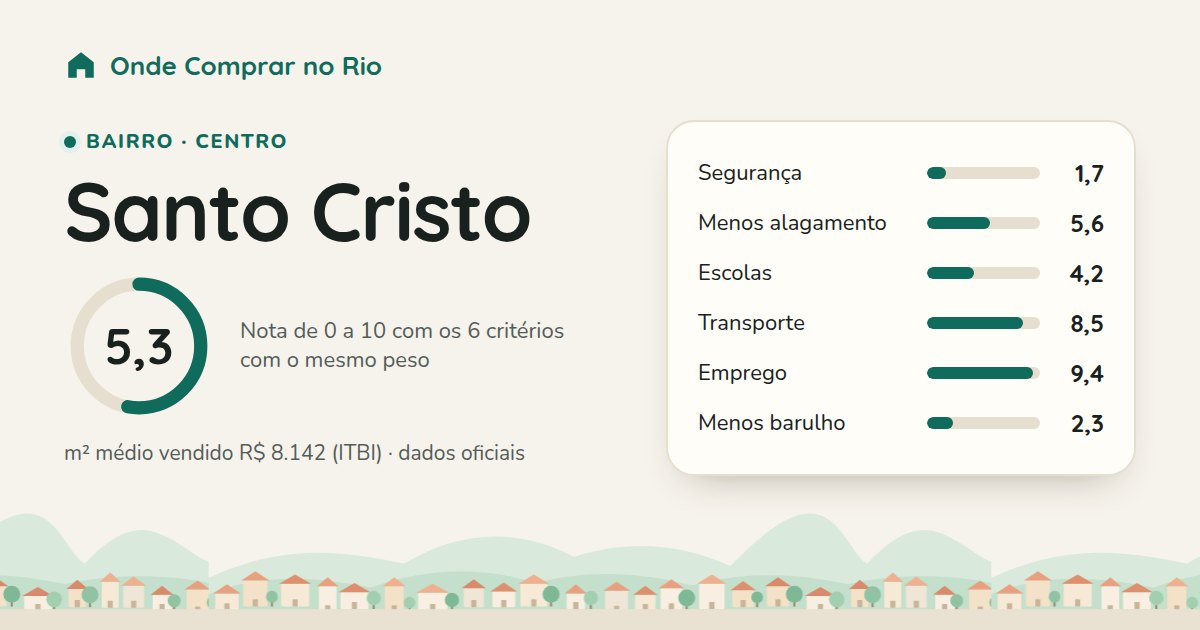 Onde Comprar no Rio
BAIRRO · CENTRO
Santo Cristo
5,3
Nota de 0 a 10 com os 6 critérios
com o mesmo peso
m² médio vendido R$ 8.142 (ITBI) · dados oficiais
Segurança 1,7
Menos alagamento 5,6
Escolas 4,2
Transporte 8,5
Emprego 9,4
Menos barulho 2,3